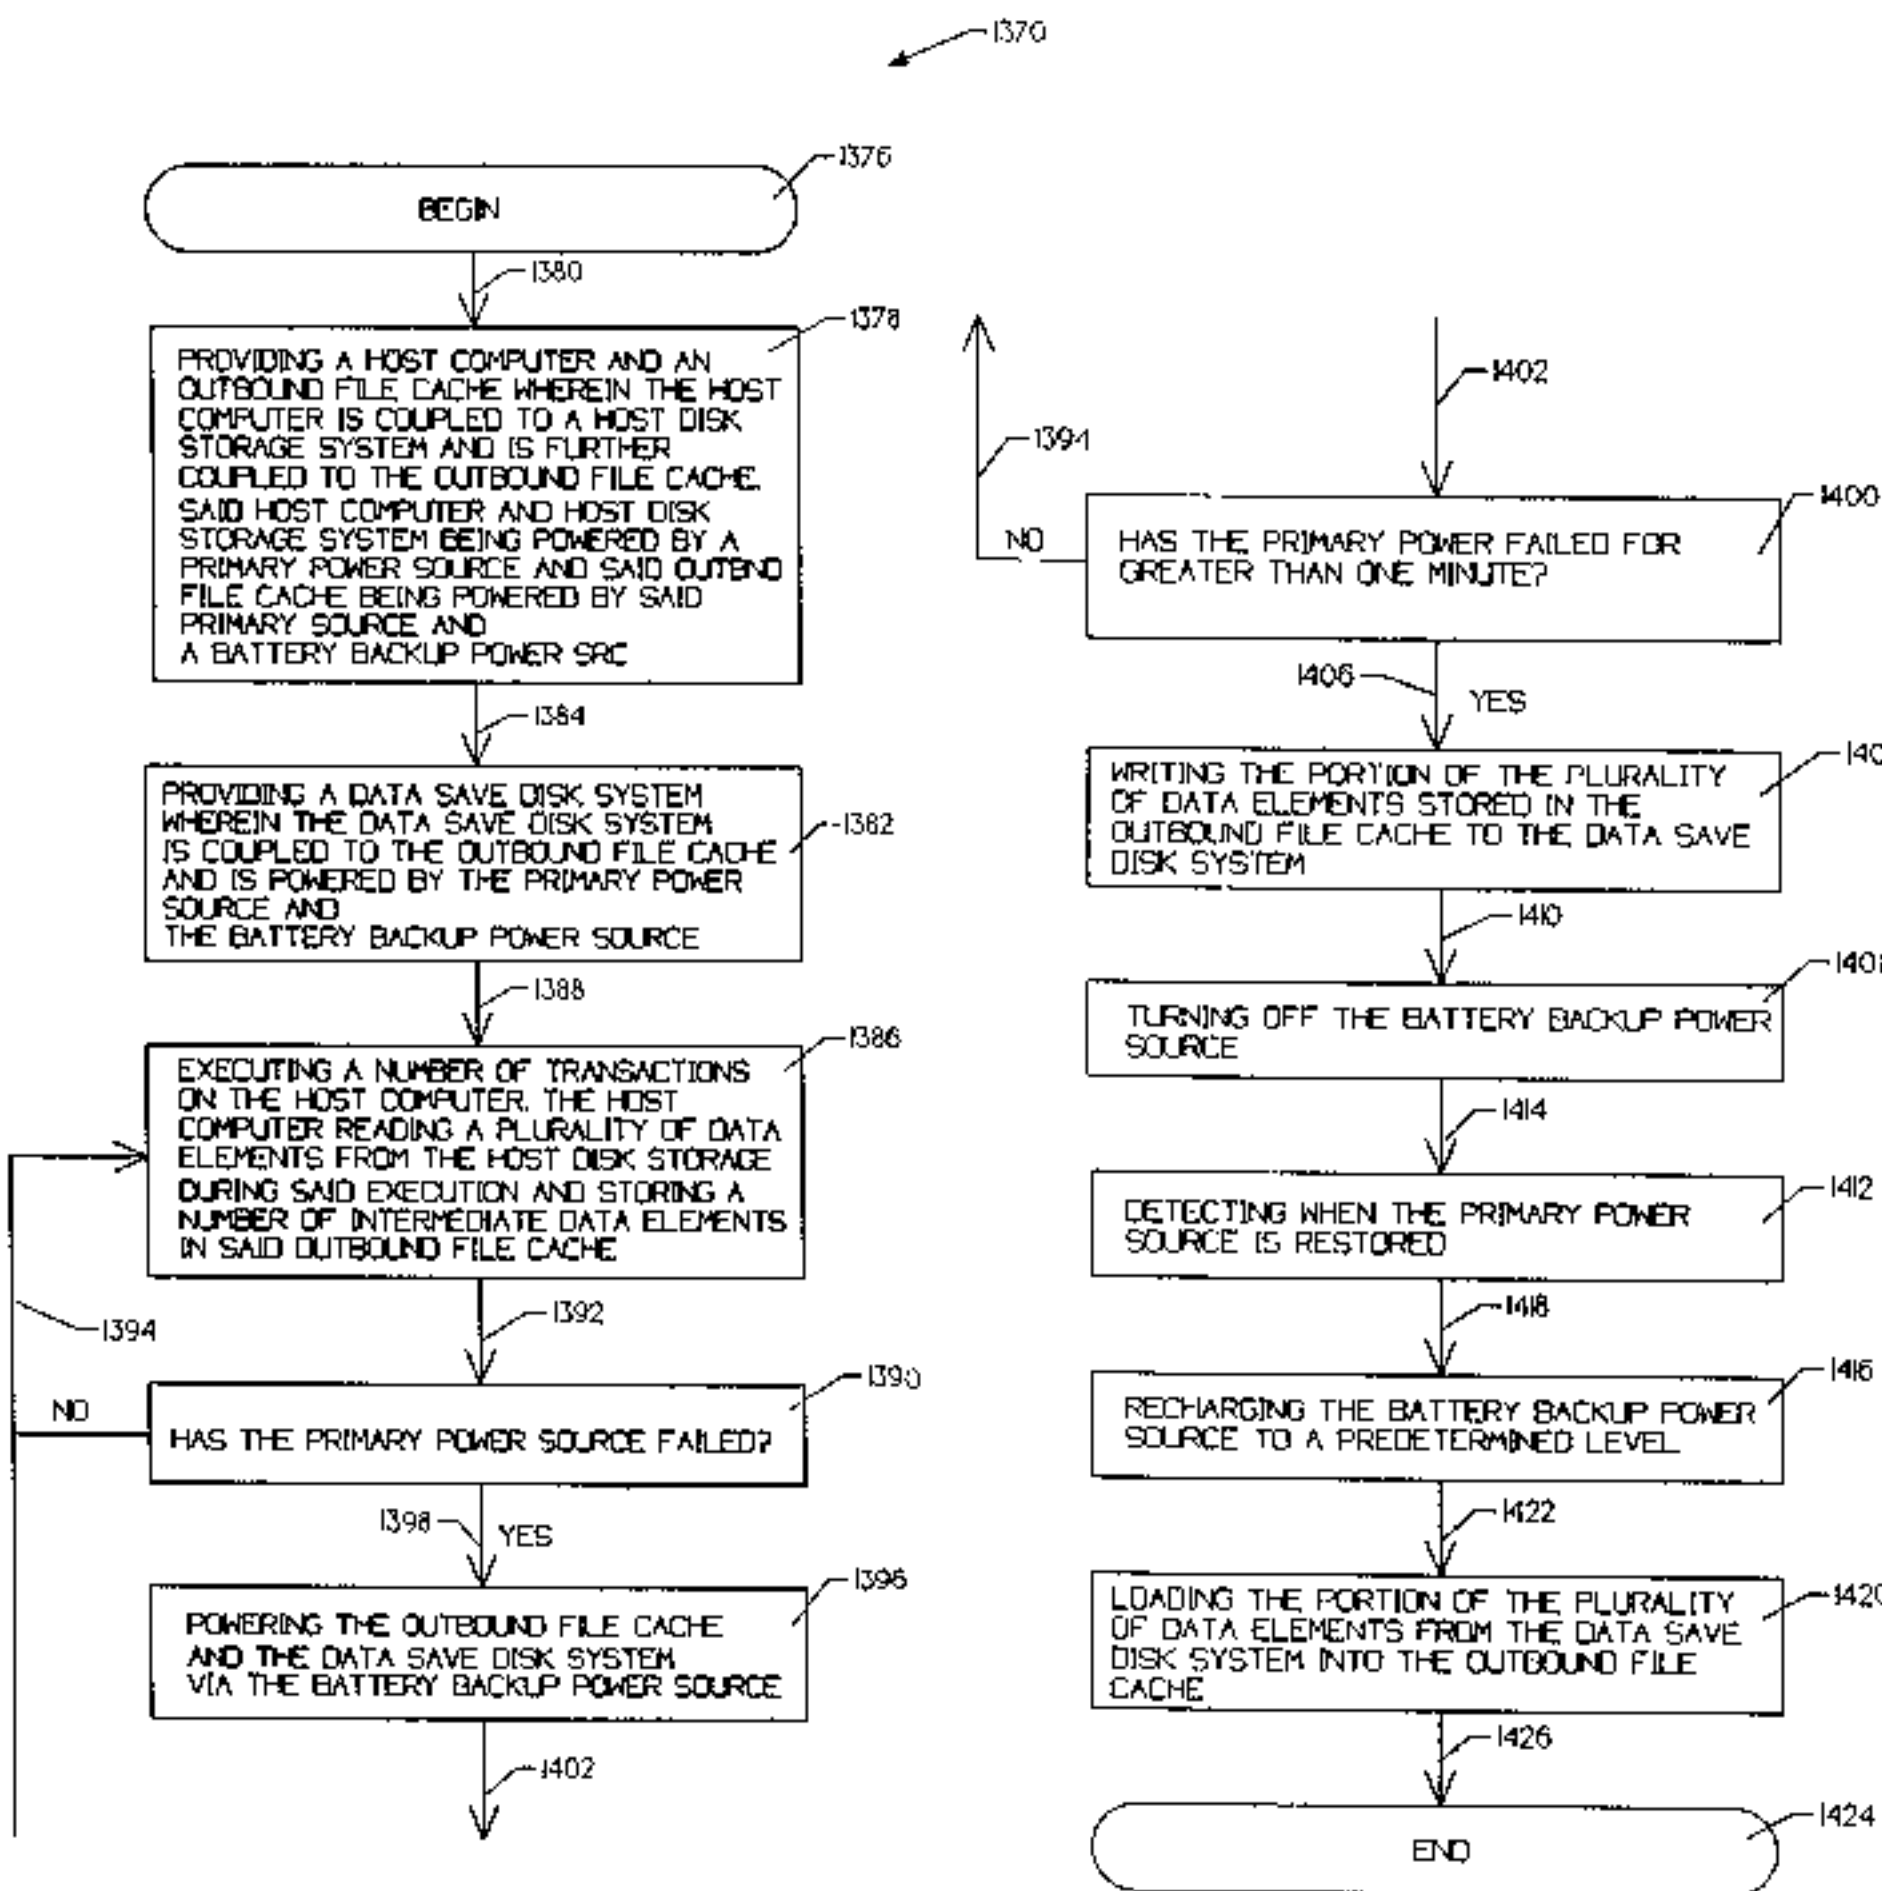 1370
1376
BEGIN
1380
1378
PROVIDING A HOST COMPUTER AND AN
OUTBOUND FILE CACHE WHEREIN THE HOST
COMPUTER IS COUPLED TO A HOST DISK
STORAGE SYSTEM AND IS FURTHER
COUPLED TO THE OUTBOUND FILE CACHE.
SAID HOST COMPUTER AND HOST DISK
STORAGE SYSTEM BEING POWERED BY A
PRIMARY POWER SOURCE AND SAID OUTBND
FILE CACHE BEING POWERED BY SAID
PRIMARY SOURCE AND
A BATTERY BACKUP POWER SRC
1384
PROVIDING A DATA SAVE DISK SYSTEM
WHEREIN THE DATA SAVE DISK SYSTEM
IS COUPLED TO THE OUTBOUND FILE CACHE
AND IS POWERED BY THE PRIMARY POWER
SOURCE AND
THE BATTERY BACKUP POWER SOURCE
1382
1388
1386
EXECUTING A NUMBER OF TRANSACTIONS
ON THE HOST COMPUTER. THE HOST
COMPUTER READING A PLURALITY OF DATA
ELEMENTS FROM THE HOST DISK STORAGE
DURING SAID EXECUTION AND STORING A
NUMBER OF INTERMEDIATE DATA ELEMENTS
IN SAID OUTBOUND FILE CACHE
1392
1394
1390
NO
HAS THE PRIMARY POWER SOURCE FAILED?
1398
YES
1396
POWERING THE OUTBOUND FILE CACHE
AND THE DATA SAVE DISK SYSTEM
VIA THE BATTERY BACKUP POWER SOURCE
1402
1402
1394
1400
NO
HAS THE PRIMARY POWER FAILED FOR
GREATER THAN ONE MINUTE?
1406
YES
WRITING THE PORTION OF THE PLURALITY
OF DATA ELEMENTS STORED IN THE
OUTBOUND FILE CACHE TO THE DATA SAVE
DISK SYSTEM
1410
TURNING OFF THE BATTERY BACKUP POWER
SOURCE
1414
1412
DETECTING WHEN THE PRIMARY POWER
SOURCE IS RESTORED
1418
1416
RECHARGING THE BATTERY BACKUP POWER
SOURCE TO A PREDETERMINED LEVEL
1422
1420
LOADING THE PORTION OF THE PLURALITY
OF DATA ELEMENTS FROM THE DATA SAVE
DISK SYSTEM INTO THE OUTBOUND FILE
CACHE
1426
1424
END